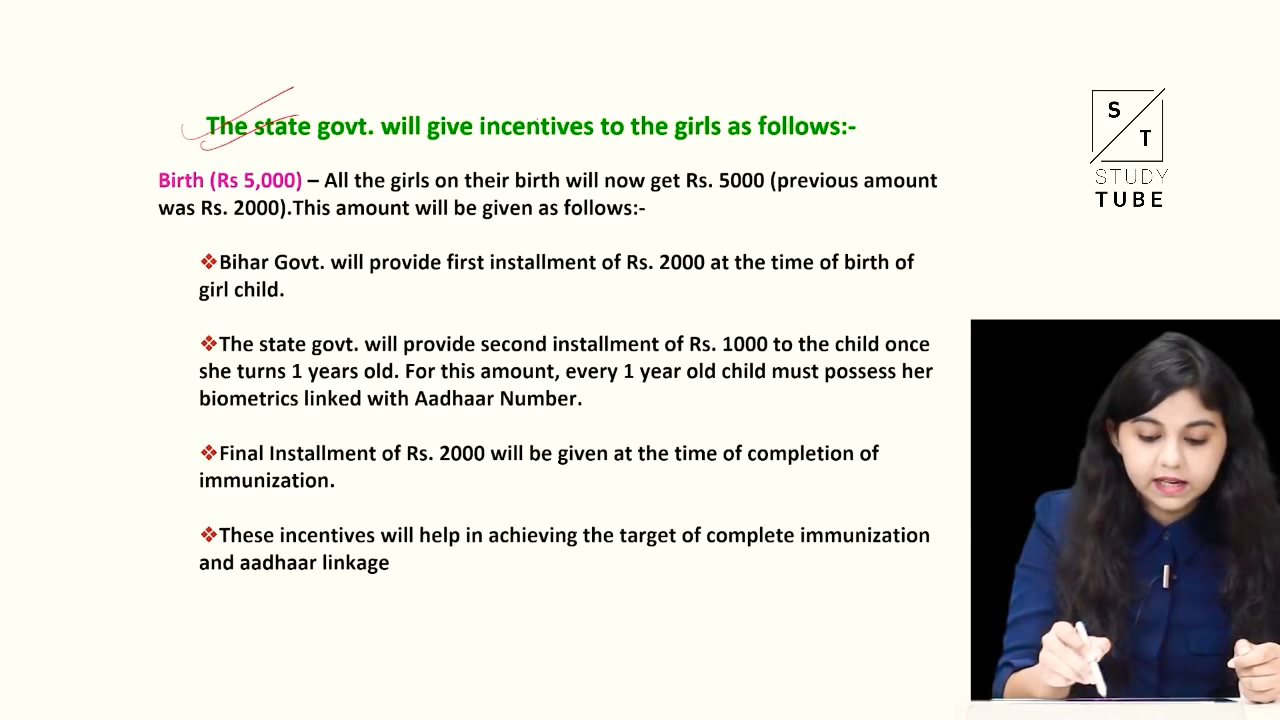 The state govt. will give incentives to the girls as follows:-
Birth (Rs 5,000) – All the girls on their birth will now get Rs. 5000 (previous amount
was Rs. 2000).This amount will be given as follows:-
❖Bihar Govt. will provide first installment of Rs. 2000 at the time of birth of
girl child.
❖The state govt. will provide second installment of Rs. 1000 to the child once
she turns 1 years old. For this amount, every 1 year old child must possess her
biometrics linked with Aadhaar Number.
❖Final Installment of Rs. 2000 will be given at the time of completion of
immunization.
❖These incentives will help in achieving the target of complete immunization
and aadhaar linkage
S
T
STUDY
TUBE